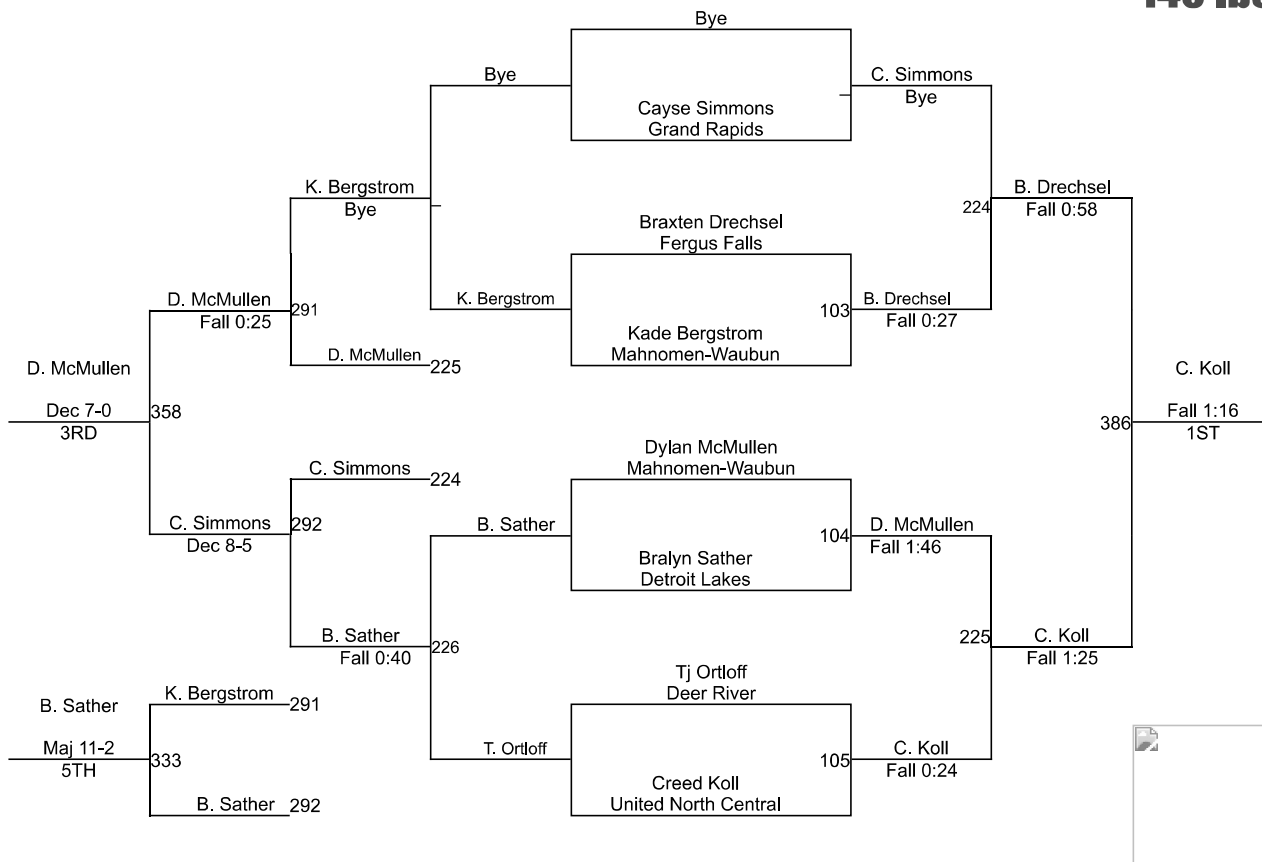 Bye
Bye
C. Simmons
Bye
Cayse Simmons
Grand Rapids
K. Bergstrom
Bye
224
B. Drechsel
Fall 0:58
Braxten Drechsel
Fergus Falls
D. McMullen
Fall 0:25
291
K. Bergstrom
103
B. Drechsel
Fall 0:27
Kade Bergstrom
Mahnomen-Waubun
D. McMullen
225
D. McMullen
Dec 7-0
3RD
358
C. Koll
Fall 1:16
1ST
386
Dylan McMullen
Mahnomen-Waubun
C. Simmons
224
C. Simmons
Dec 8-5
292
B. Sather
104
D. McMullen
Fall 1:46
Bralyn Sather
Detroit Lakes
B. Sather
Fall 0:40
226
225
C. Koll
Fall 1:25
Tj Ortloff
Deer River
K. Bergstrom
291
B. Sather
Maj 11-2
5TH
333
T. Ortloff
105
C. Koll
Fall 0:24
Creed Koll
United North Central
B. Sather
292